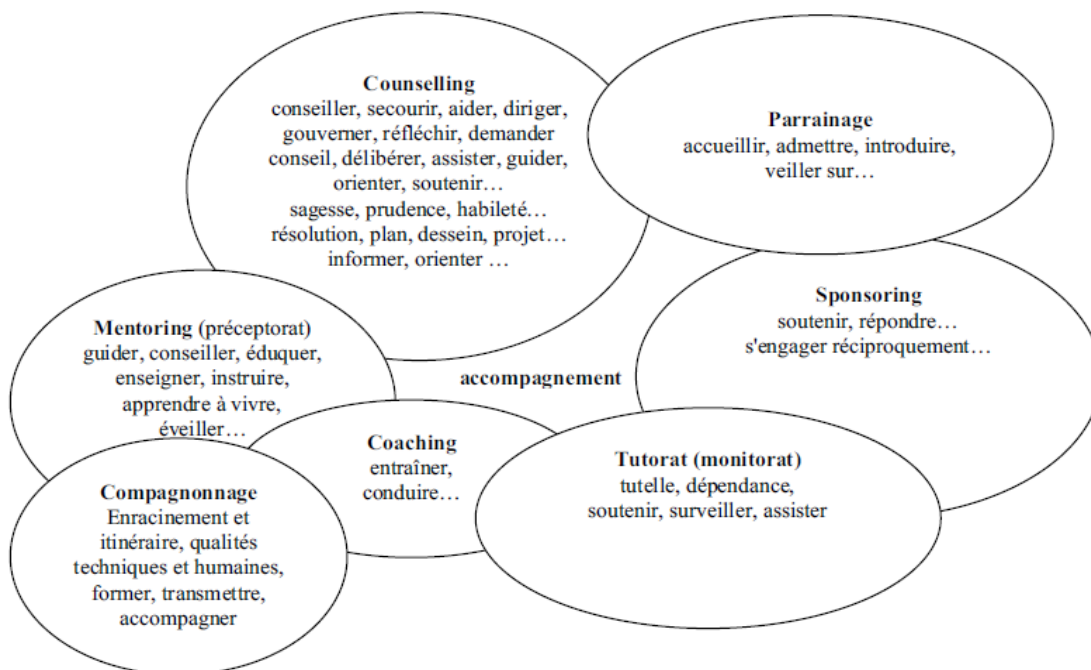 Counselling
conseiller, secourir, aider, diriger,
gouverner, réfléchir, demander
conseil, délibérer, assister, guider,
orienter, soutenir…
sagesse, prudence, habileté…
résolution, plan, dessein, projet…
informer, orienter …
Parrainage
accueillir, admettre, introduire,
veiller sur…
Sponsoring
soutenir, répondre…
s'engager réciproquement…
Mentoring (préceptorat)
guider, conseiller, éduquer,
enseigner, instruire,
apprendre à vivre,
éveiller…
accompagnement
Coaching
entraîner,
conduire…
Tutorat (monitorat)
tutelle, dépendance,
soutenir, surveiller, assister
Compagnonnage
Enracinement et
itinéraire, qualités
techniques et humaines,
former, transmettre,
accompagner